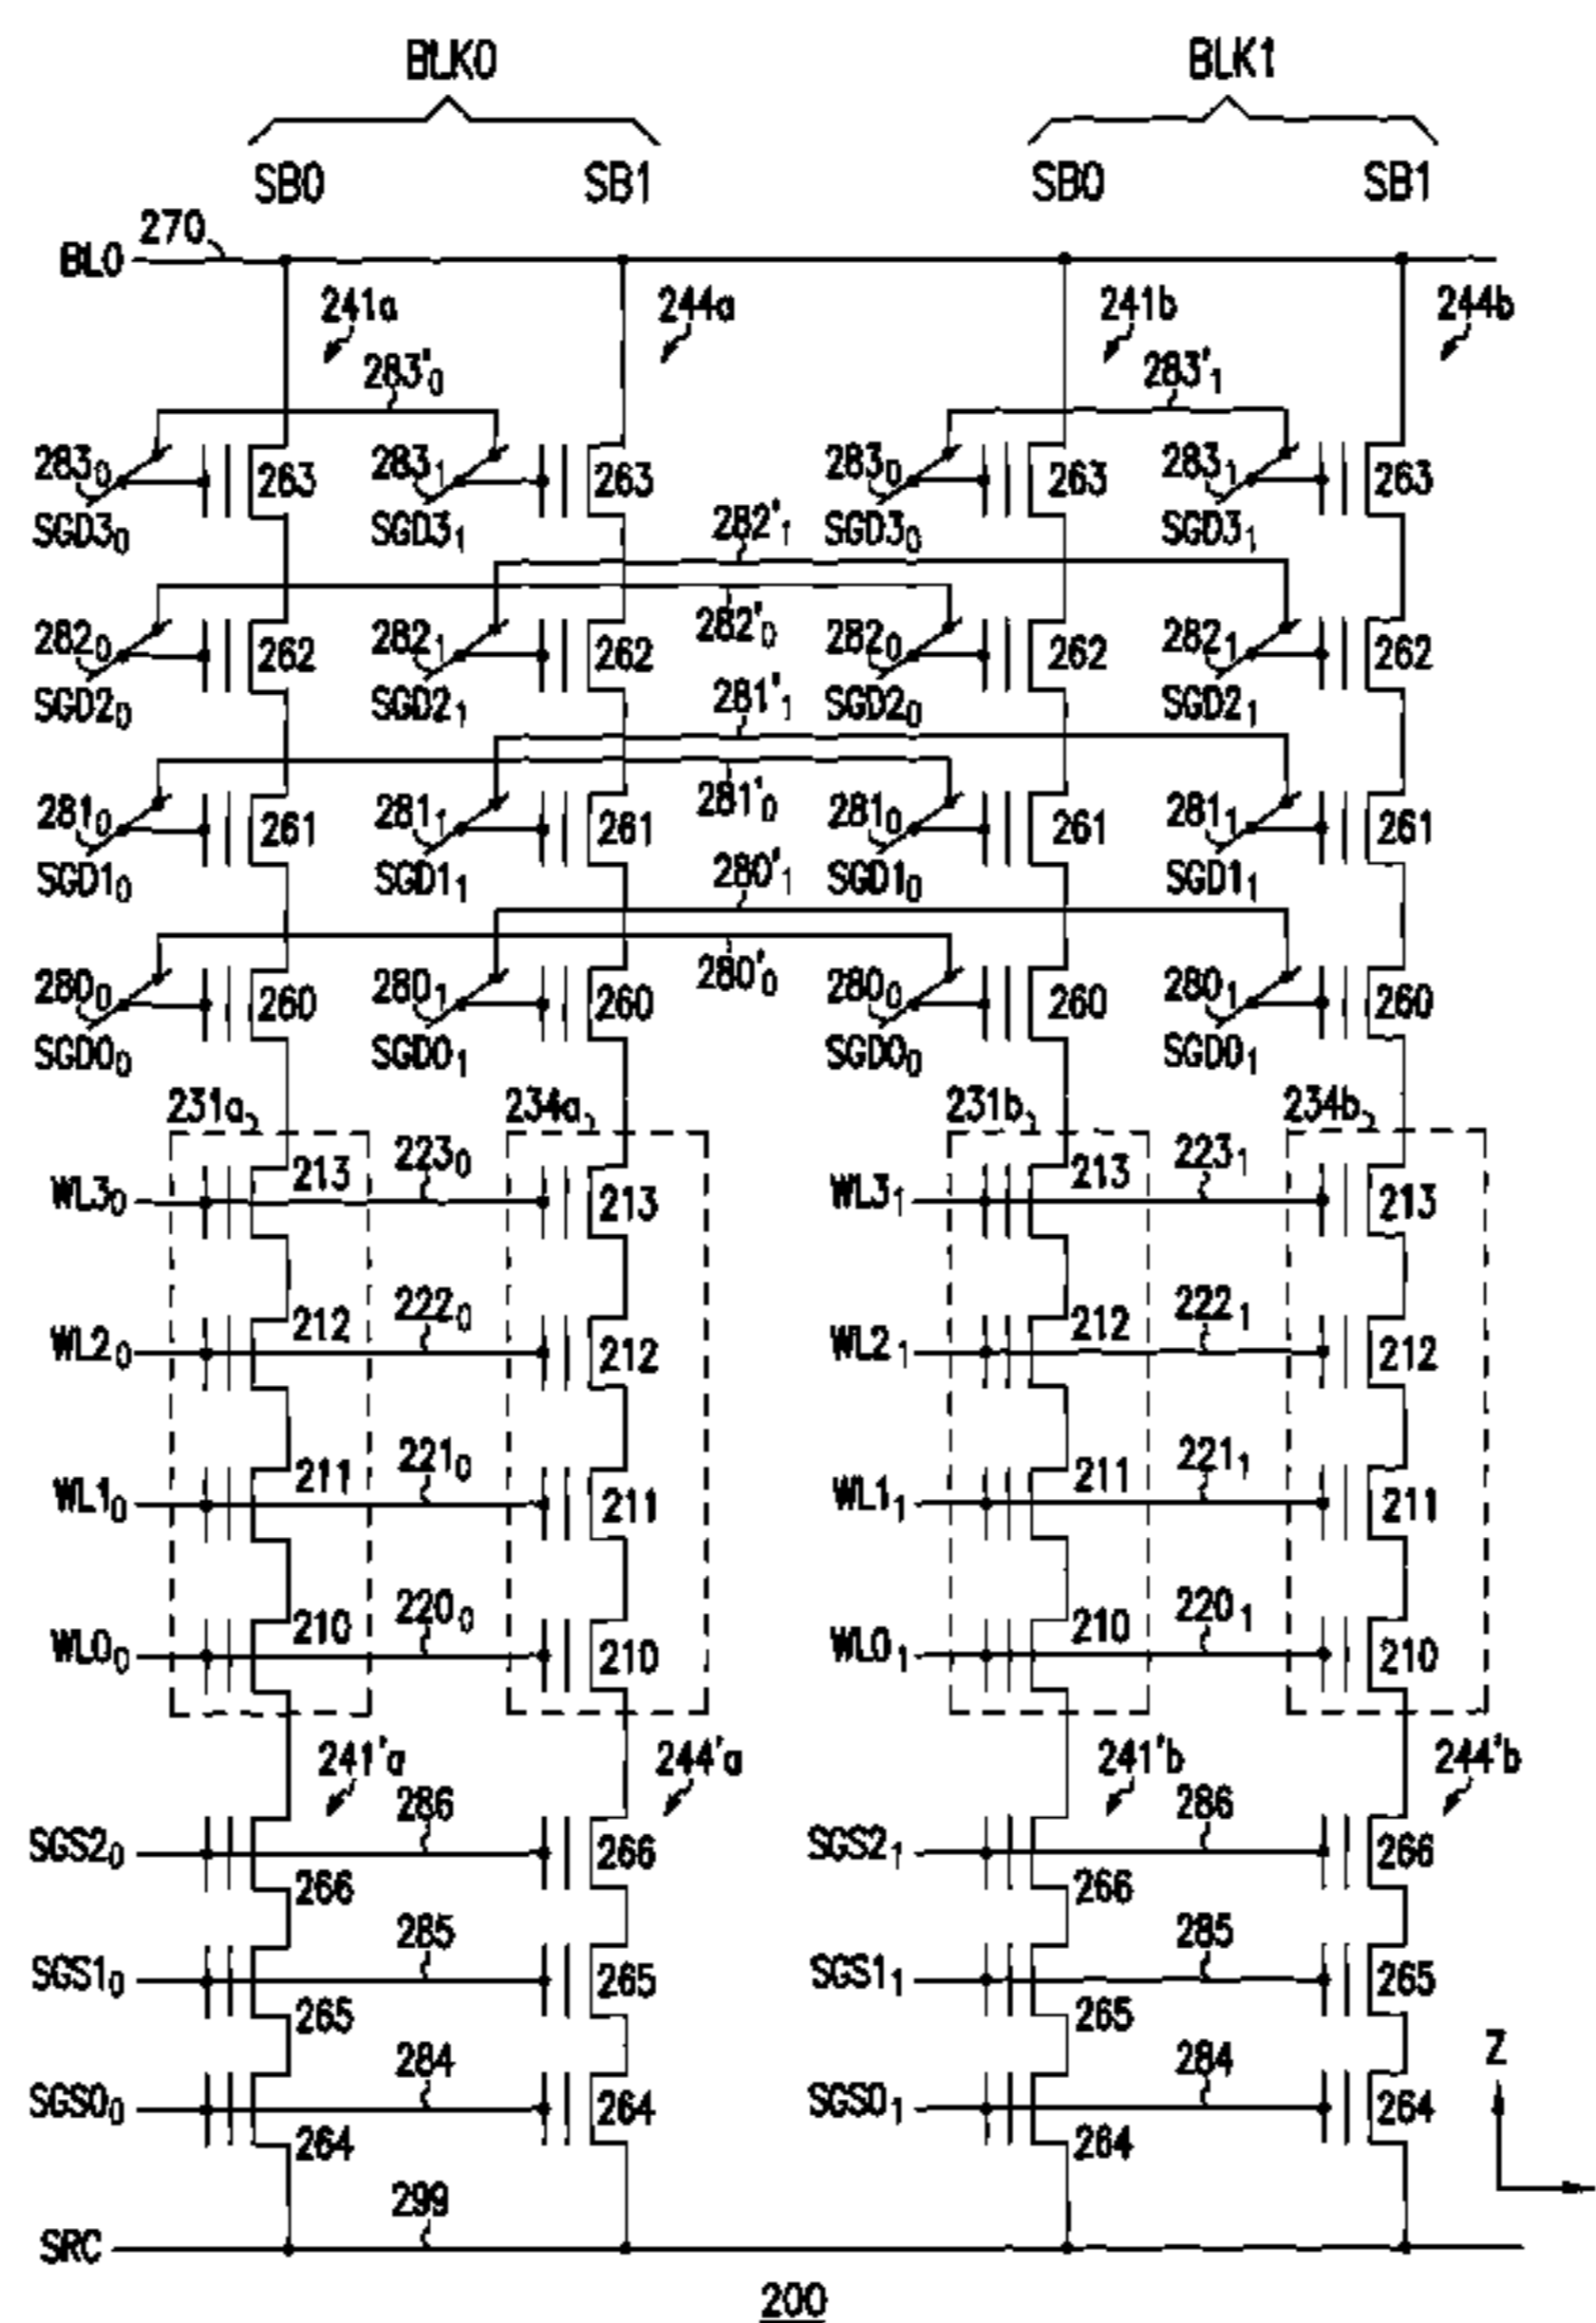 BLK0 BLK1
SB0 SB1 SB0 SB1
BL0 270
241a 244a 241b 244b
283'₀ 283'₁
283₀ 263 283₁ 263 283₀ 263 283₁ 263
SGD3₀ SGD3₁ SGD3₀ SGD3₁
282'₁
282'₀
282₀ 262 282₁ 262 282₀ 262 282₁ 262
SGD2₀ SGD2₁ SGD2₀ SGD2₁
281'₁
281'₀
281₀ 261 281₁ 261 281₀ 261 281₁ 261
SGD1₀ SGD1₁ SGD1₀ SGD1₁
280'₁
280'₀
280₀ 260 280₁ 260 280₀ 260 280₁ 260
SGD0₀ SGD0₁ SGD0₀ SGD0₁
231a 234a 231b 234b
WL3₀ 213 223₀ 213 WL3₁ 213 223₁ 213
WL2₀ 212 222₀ 212 WL2₁ 212 222₁ 212
WL1₀ 211 221₀ 211 WL1₁ 211 221₁ 211
WL0₀ 210 220₀ 210 WL0₁ 210 220₁ 210
241'a 244'a 241'b 244'b
SGS2₀ 266 286 266 SGS2₁ 266 286 266
SGS1₀ 265 285 265 SGS1₁ 265 285 265
SGS0₀ 264 284 264 SGS0₁ 264 284 264
Z
SRC 299
200